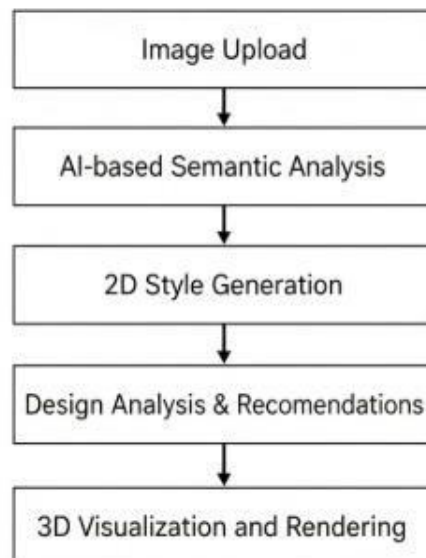 Image Upload
AI-based Semantic Analysis
2D Style Generation
Design Analysis & Recomendations
3D Visualization and Rendering